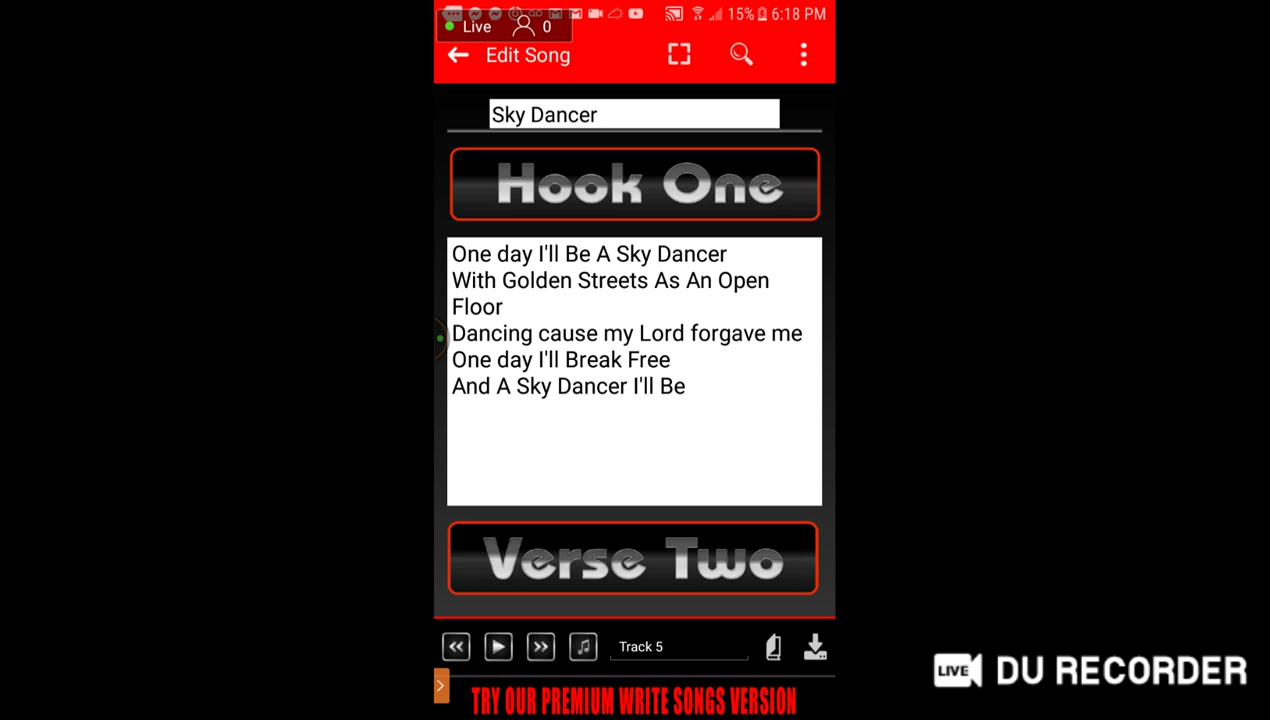 15% 6:18 PM
Live 0
Edit Song
Sky Dancer
Hook One
One day I'll Be A Sky Dancer
With Golden Streets As An Open
Floor
Dancing cause my Lord forgave me
One day I'll Break Free
And A Sky Dancer I'll Be
Verse Two
Track 5
LIVE DU RECORDER
TRY OUR PREMIUM WRITE SONGS VERSION